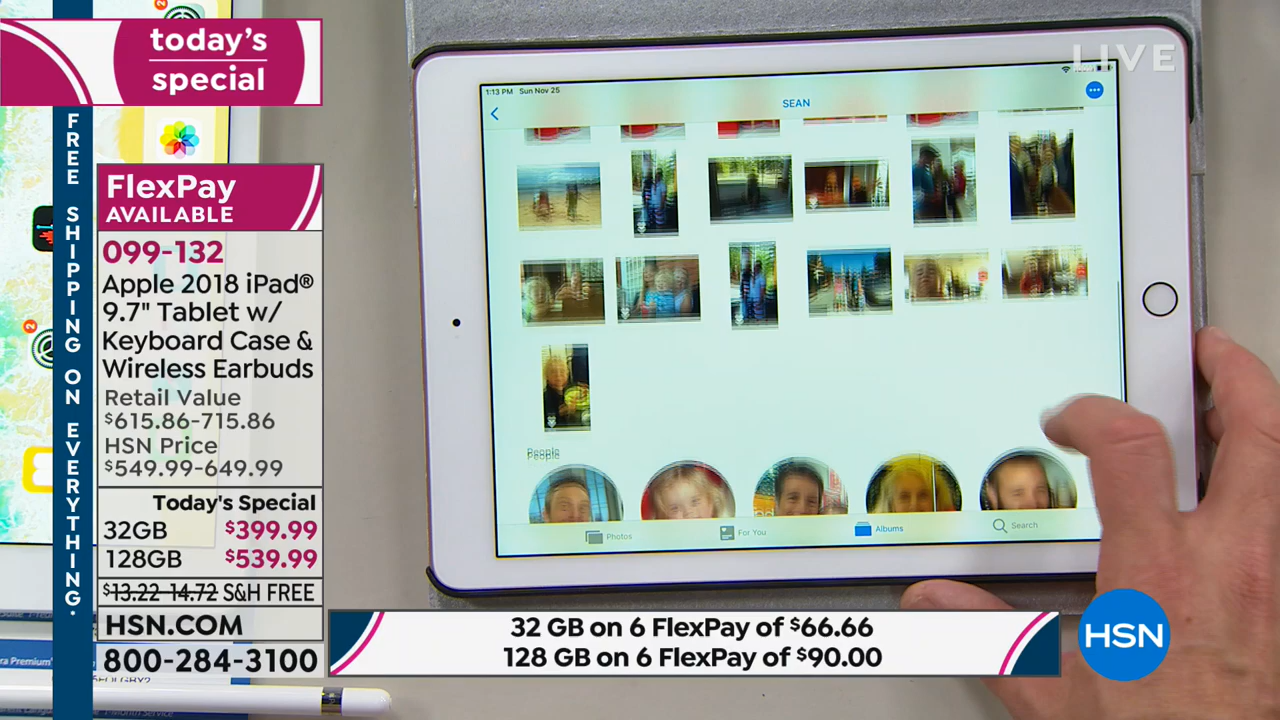 today's
special
FREE SHIPPING ON EVERYTHING.
FlexPay
AVAILABLE
099-132
Apple 2018 iPad®
9.7" Tablet w/
Keyboard Case &
Wireless Earbuds
Retail Value
$615.86-715.86
HSN Price
$549.99-649.99
Today's Special
32GB $399.99
128GB $539.99
$13.22-14.72 S&H FREE
HSN.COM
800-284-3100
LIVE
1:13 PM Sun Nov 25
SEAN
People
Photos
For You
Albums
Search
32 GB on 6 FlexPay of $66.66
128 GB on 6 FlexPay of $90.00
HSN
2
2
Premium